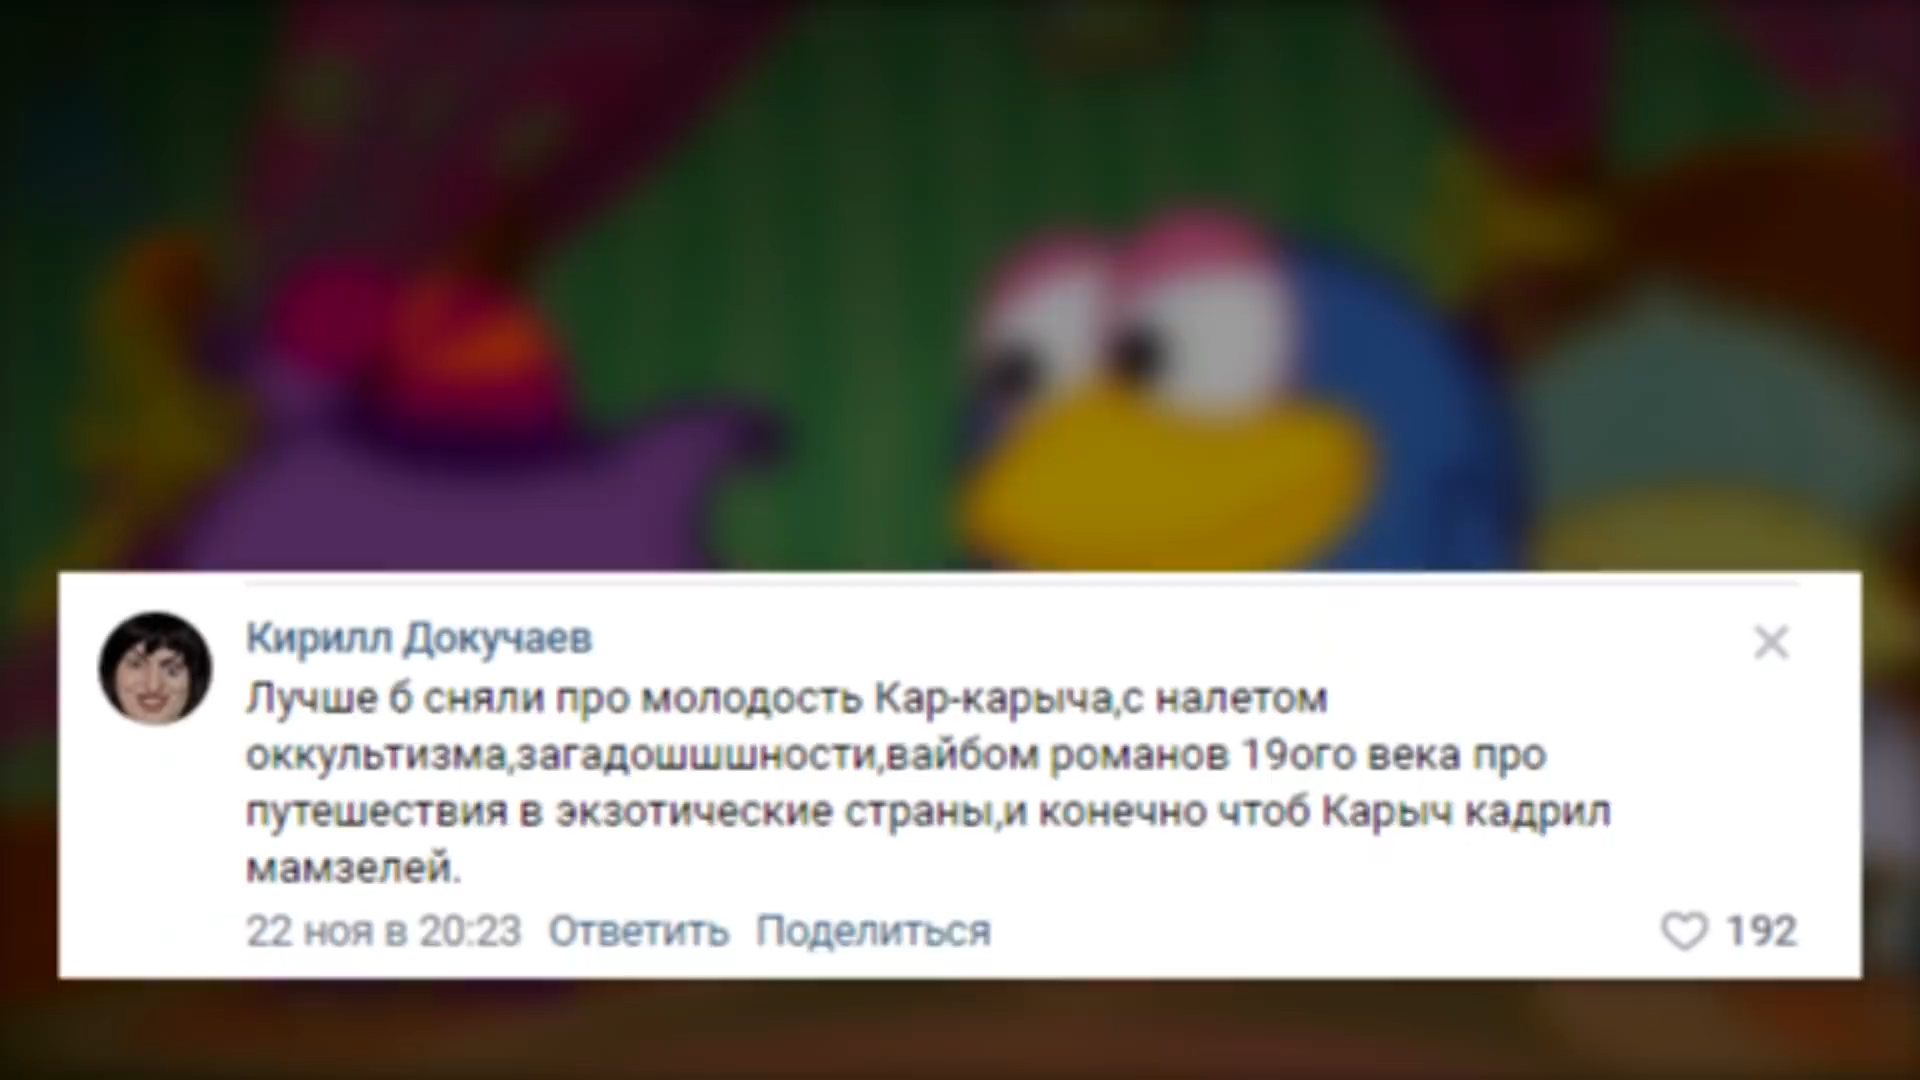 Кирилл Докучаев
Лучше б сняли про молодость Кар-карыча,с налетом
оккультизма,загадошшшности,вайбом романов 19ого века про
путешествия в экзотические страны,и конечно чтоб Карыч кадрил
мамзелей.
22 ноя в 20:23 Ответить Поделиться 192